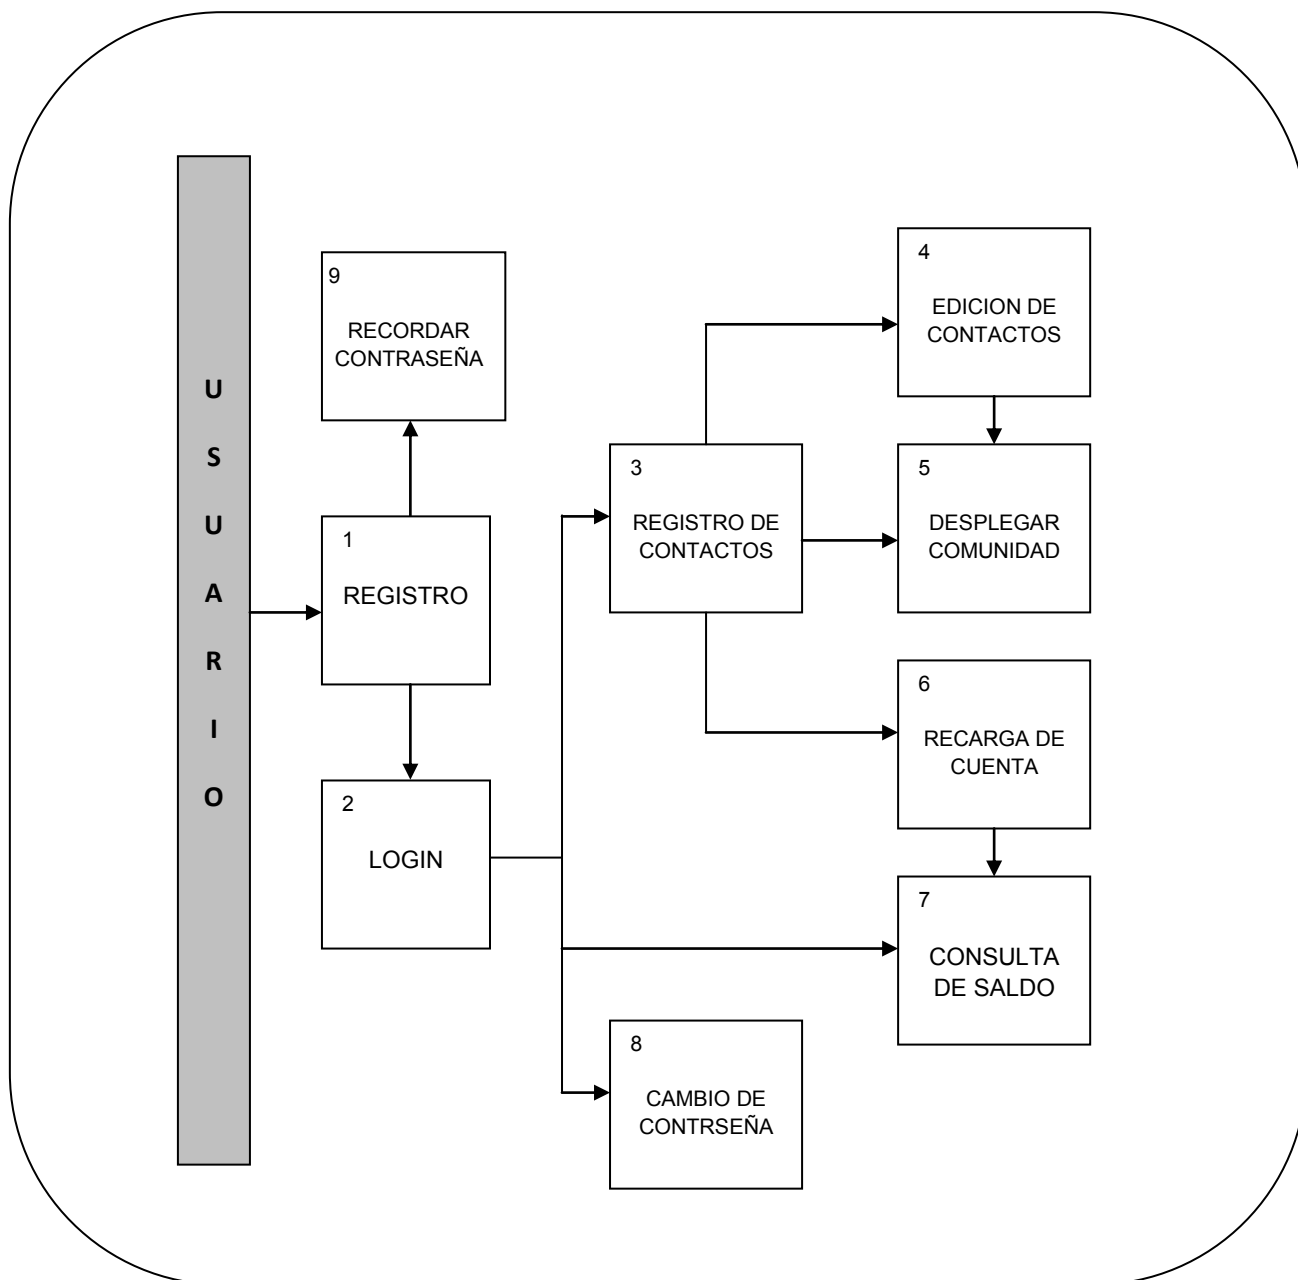 U
S
U
A
R
I
O
9
RECORDAR
CONTRASEÑA
1
REGISTRO
2
LOGIN
3
REGISTRO DE
CONTACTOS
4
EDICION DE
CONTACTOS
5
DESPLEGAR
COMUNIDAD
6
RECARGA DE
CUENTA
7
CONSULTA
DE SALDO
8
CAMBIO DE
CONTRSEÑA